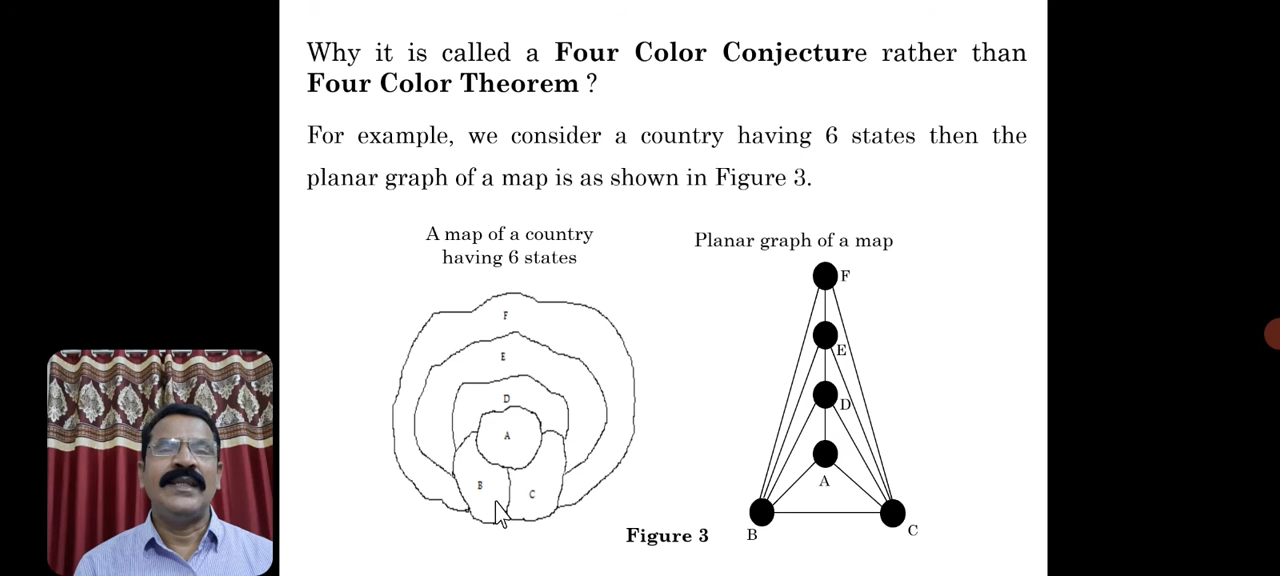 Why it is called a Four Color Conjecture rather than
Four Color Theorem ?
For example, we consider a country having 6 states then the
planar graph of a map is as shown in Figure 3.
A map of a country
having 6 states
Planar graph of a map
F
E
D
A
B
C
F
E
D
A
B
C
Figure 3